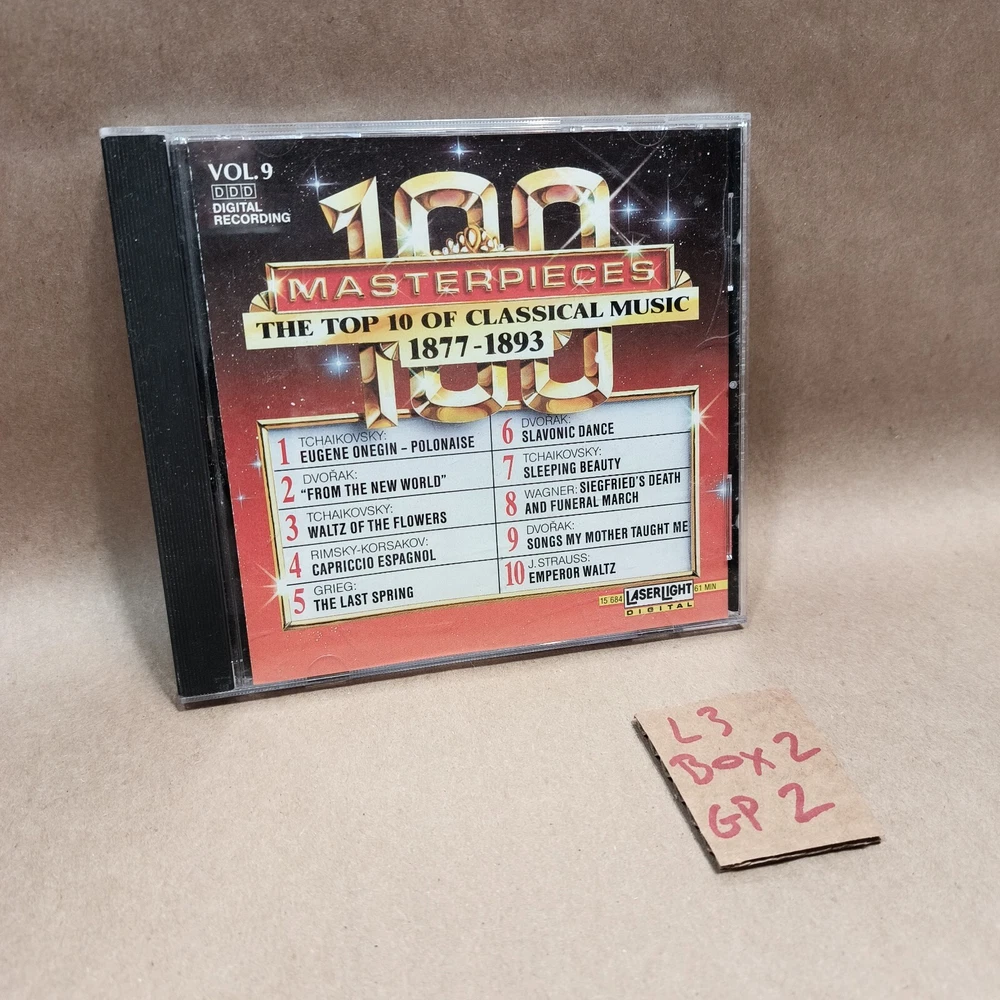 VOL. 9
DDD
DIGITAL
RECORDING
100
MASTERPIECES
THE TOP 10 OF CLASSICAL MUSIC
1877-1893
100
1 TCHAIKOVSKY:
EUGENE ONEGIN – POLONAISE
2 DVOŘAK:
"FROM THE NEW WORLD"
3 TCHAIKOVSKY:
WALTZ OF THE FLOWERS
4 RIMSKY-KORSAKOV:
CAPRICCIO ESPAGNOL
5 GRIEG:
THE LAST SPRING
6 DVOŘAK:
SLAVONIC DANCE
7 TCHAIKOVSKY:
SLEEPING BEAUTY
8 WAGNER: SIEGFRIED'S DEATH
AND FUNERAL MARCH
9 DVOŘAK:
SONGS MY MOTHER TAUGHT ME
10 J. STRAUSS:
EMPEROR WALTZ
15 684 LASERLIGHT 61 MIN
DIGITAL
L3
BOX 2
GP 2